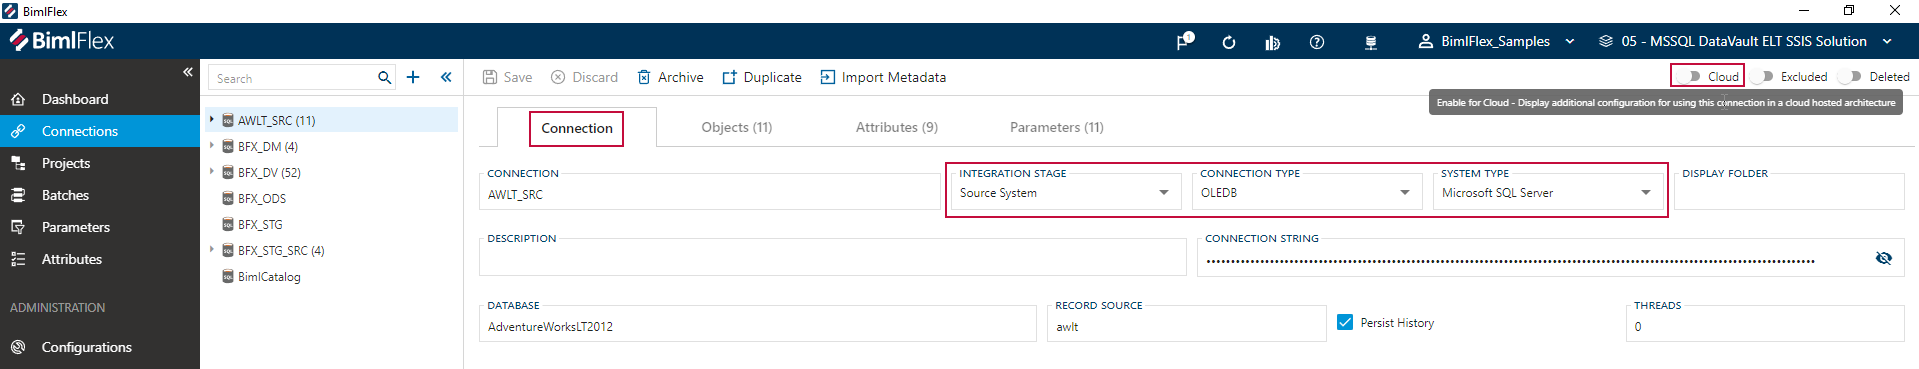 BimlFlex
BimlFlex
1
BimlFlex_Samples
05 - MSSQL DataVault ELT SSIS Solution
Dashboard
Connections
Projects
Batches
Parameters
Attributes
ADMINISTRATION
Configurations
Search
AWLT_SRC (11)
BFX_DM (4)
BFX_DV (52)
BFX_ODS
BFX_STG
BFX_STG_SRC (4)
BimlCatalog
Save
Discard
Archive
Duplicate
Import Metadata
Cloud
Excluded
Deleted
Enable for Cloud - Display additional configuration for using this connection in a cloud hosted architecture
Connection
Objects (11)
Attributes (9)
Parameters (11)
CONNECTION
AWLT_SRC
INTEGRATION STAGE
Source System
CONNECTION TYPE
OLEDB
SYSTEM TYPE
Microsoft SQL Server
DISPLAY FOLDER
DESCRIPTION
CONNECTION STRING
DATABASE
AdventureWorksLT2012
RECORD SOURCE
awlt
Persist History
THREADS
0